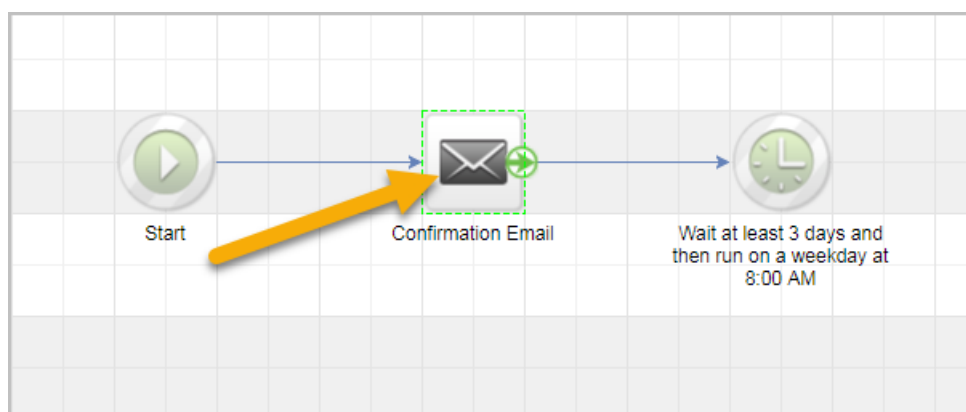 Start
Confirmation Email
Wait at least 3 days and
then run on a weekday at
8:00 AM